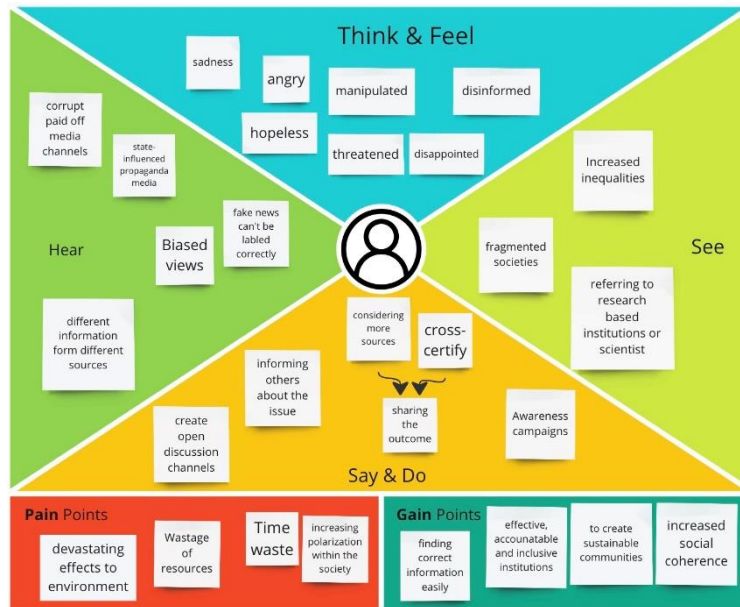 Think & Feel
sadness
angry
manipulated
disinformed
hopeless
threatened
disappointed
Hear
corrupt
paid off
media
channels
state-
influenced
propaganda
media
Biased
views
fake news
can't be
labled
correctly
different
information
form different
sources
See
Increased
inequalities
fragmented
societies
referring to
research
based
institutions or
scientist
considering
more
sources
cross-
certify
informing
others
about the
issue
sharing
the
outcome
create
open
discussion
channels
Awareness
campaigns
Say & Do
Pain Points
devastating
effects to
environment
Wastage
of
resources
Time
waste
increasing
polarization
within the
society
Gain Points
finding
correct
information
easily
effective,
accounatable
and inclusive
institutions
to create
sustainable
communities
increased
social
coherence